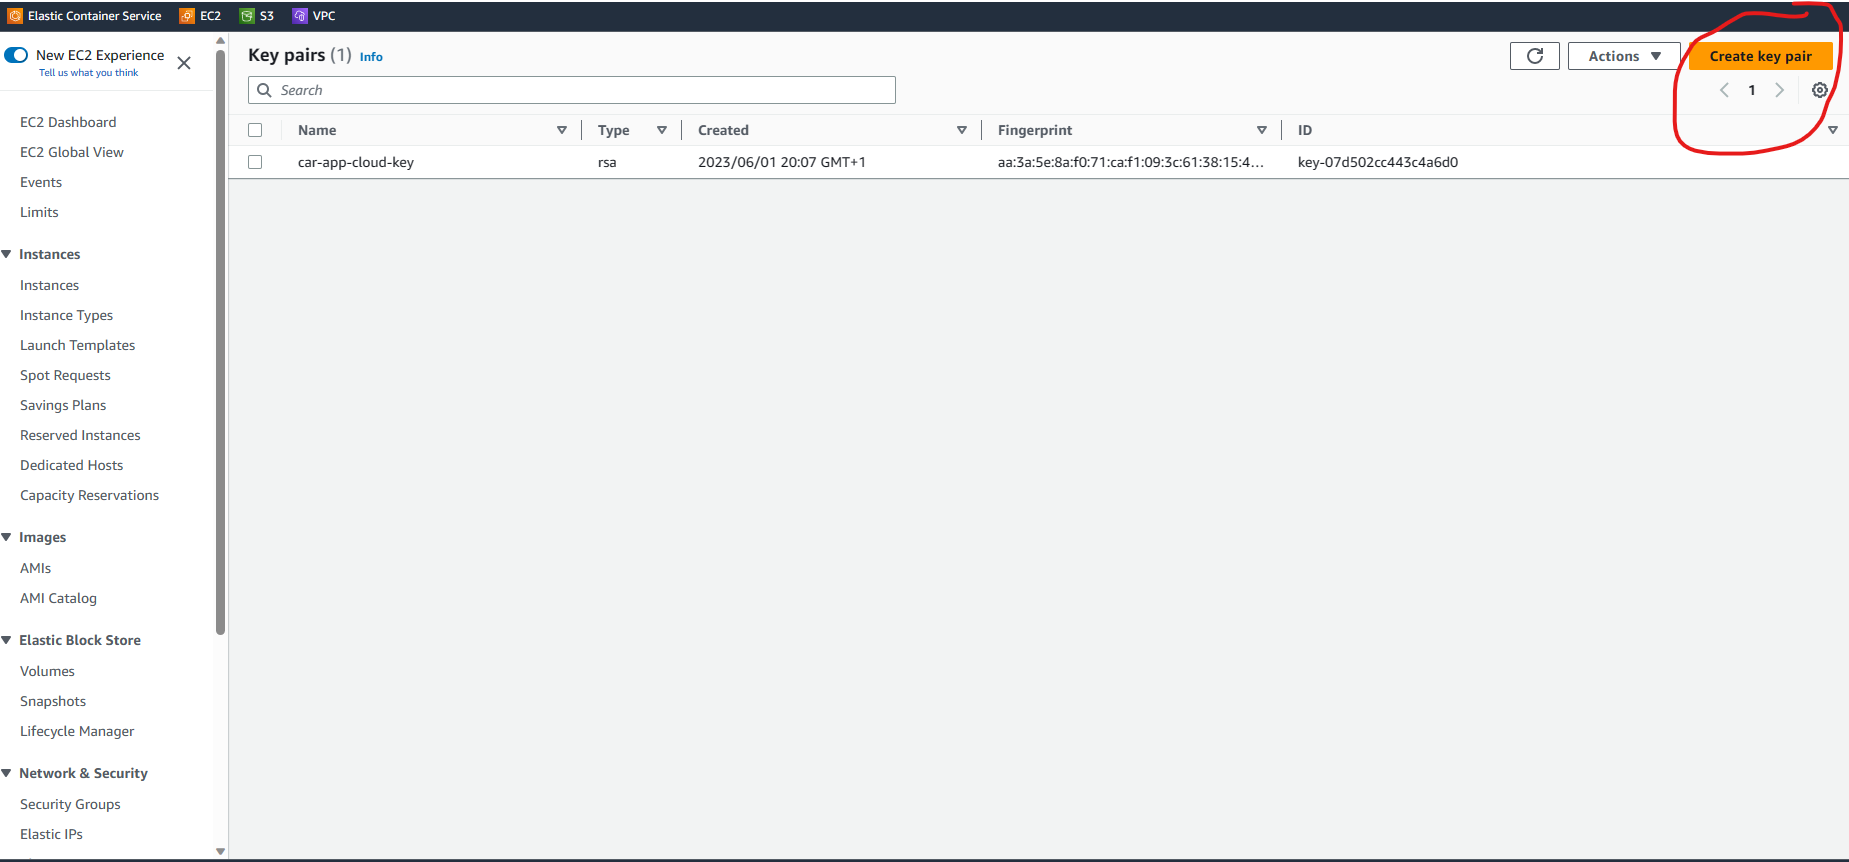 Elastic Container Service EC2 S3 VPC
New EC2 Experience
Tell us what you think
EC2 Dashboard
EC2 Global View
Events
Limits
Instances
Instances
Instance Types
Launch Templates
Spot Requests
Savings Plans
Reserved Instances
Dedicated Hosts
Capacity Reservations
Images
AMIs
AMI Catalog
Elastic Block Store
Volumes
Snapshots
Lifecycle Manager
Network & Security
Security Groups
Elastic IPs
Key pairs (1) Info
Actions Create key pair
Search
1
Name Type Created Fingerprint ID
car-app-cloud-key rsa 2023/06/01 20:07 GMT+1 aa:3a:5e:8a:f0:71:ca:f1:09:3c:61:38:15:4... key-07d502cc443c4a6d0